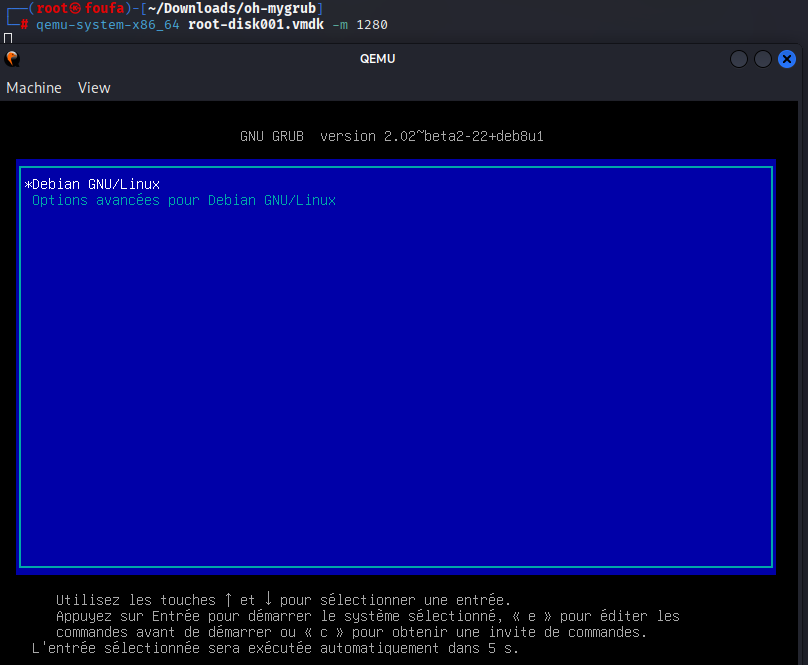 ┌──(root㉿foufa)-[~/Downloads/oh-mygrub]
└─# qemu-system-x86_64 root-disk001.vmdk -m 1280
QEMU
Machine View
GNU GRUB version 2.02~beta2-22+deb8u1
*Debian GNU/Linux
Options avancées pour Debian GNU/Linux
Utilisez les touches ↑ et ↓ pour sélectionner une entrée.
Appuyez sur Entrée pour démarrer le système sélectionné, « e » pour éditer les
commandes avant de démarrer ou « c » pour obtenir une invite de commandes.
L'entrée sélectionnée sera exécutée automatiquement dans 5 s.